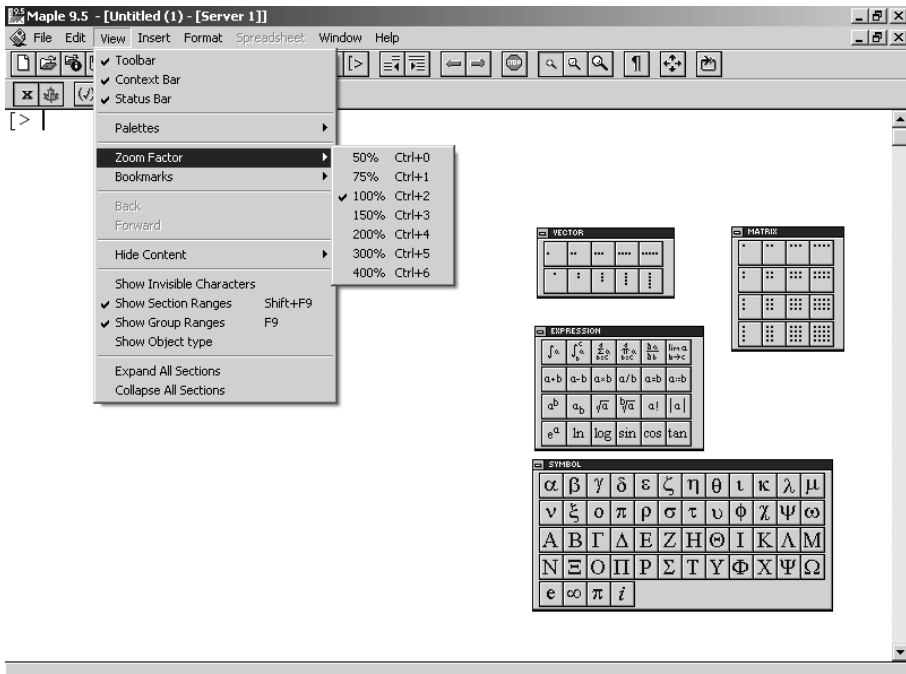 Maple 9.5 - [Untitled (1) - [Server 1]]
File Edit View Insert Format Spreadsheet Window Help
Toolbar
Context Bar
Status Bar
Palettes
Zoom Factor
Bookmarks
Back
Forward
Hide Content
Show Invisible Characters
Show Section Ranges Shift+F9
Show Group Ranges F9
Show Object type
Expand All Sections
Collapse All Sections
50% Ctrl+0
75% Ctrl+1
100% Ctrl+2
150% Ctrl+3
200% Ctrl+4
300% Ctrl+5
400% Ctrl+6
[>
VECTOR
MATRIX
EXPRESSION
a+b a-b a*b a/b a=b a:=b
a^b a_b √a ᵇ√a a! |a|
e^a ln log sin cos tan
SYMBOL
α β γ δ ε ζ η θ ι κ λ μ
ν ξ ο π ρ σ τ υ φ χ ψ ω
Α Β Γ Δ Ε Ζ Η Θ Ι Κ Λ Μ
Ν Ξ Ο Π Ρ Σ Τ Υ Φ Χ Ψ Ω
e ∞ π i